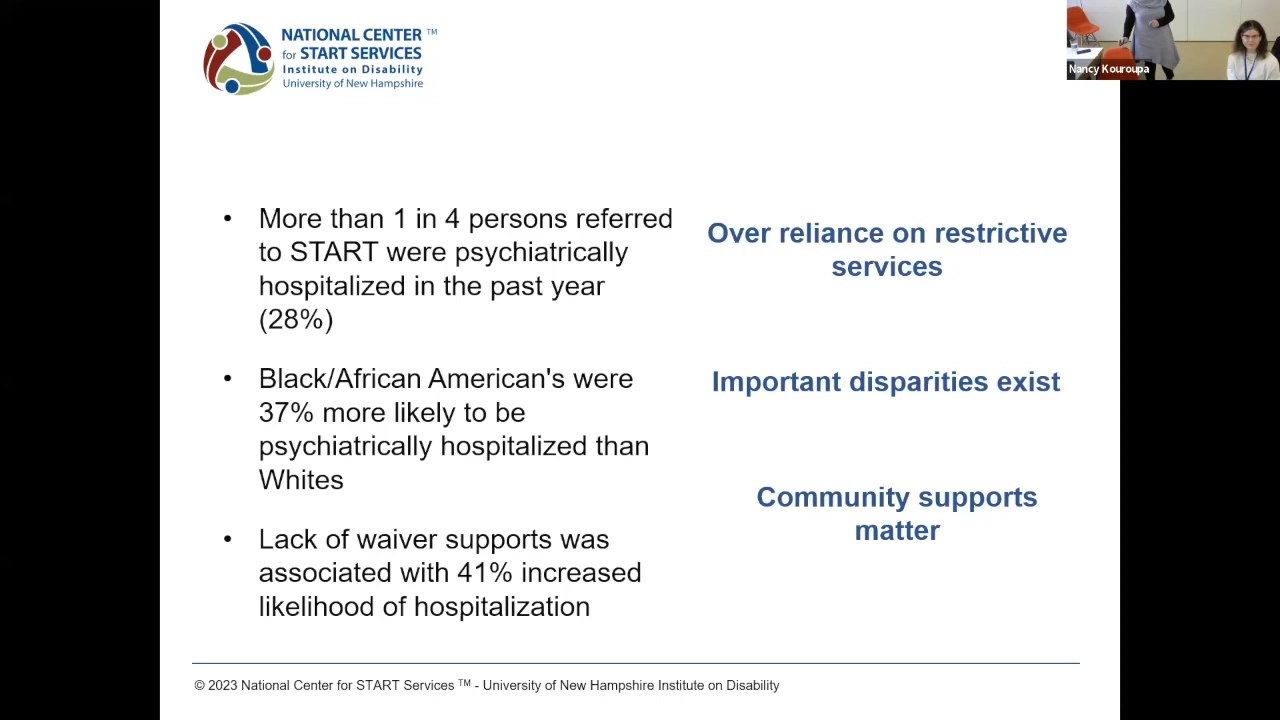 NATIONAL CENTER TM
for START SERVICES
Institute on Disability
University of New Hampshire
Nancy Kouroupa
• More than 1 in 4 persons referred
to START were psychiatrically
hospitalized in the past year
(28%)
Over reliance on restrictive
services
• Black/African American's were
37% more likely to be
psychiatrically hospitalized than
Whites
Important disparities exist
• Lack of waiver supports was
associated with 41% increased
likelihood of hospitalization
Community supports
matter
© 2023 National Center for START Services TM - University of New Hampshire Institute on Disability